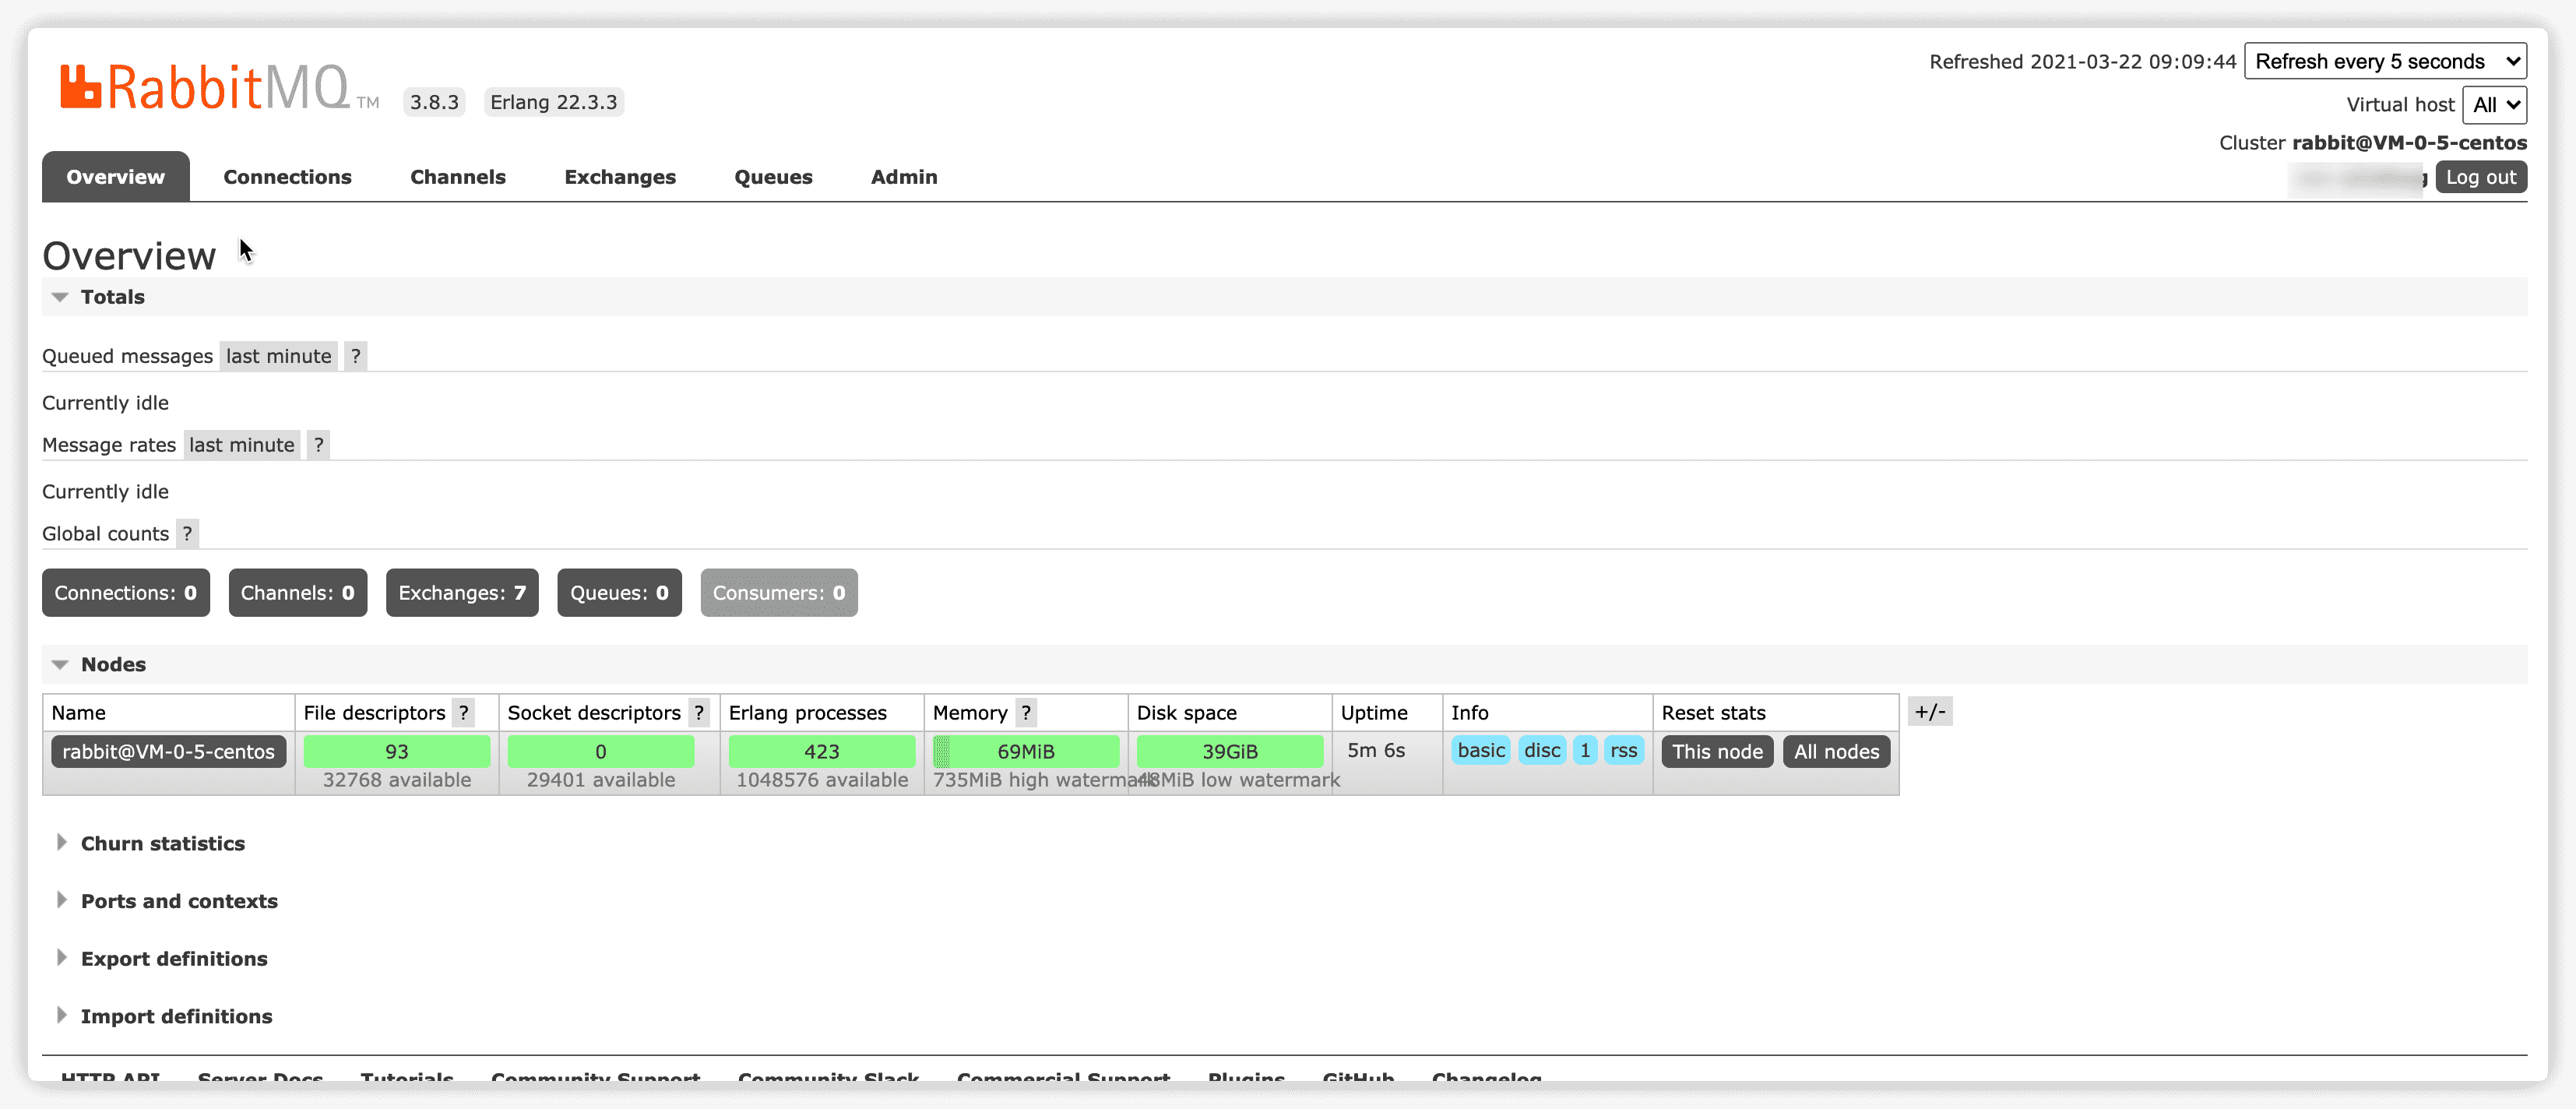 RabbitMQ TM 3.8.3 Erlang 22.3.3
Refreshed 2021-03-22 09:09:44 Refresh every 5 seconds
Virtual host All
Cluster rabbit@VM-0-5-centos
Log out
Overview Connections Channels Exchanges Queues Admin
Overview
Totals
Queued messages last minute ?
Currently idle
Message rates last minute ?
Currently idle
Global counts ?
Connections: 0 Channels: 0 Exchanges: 7 Queues: 0 Consumers: 0
Nodes
Name File descriptors ? Socket descriptors ? Erlang processes Memory ? Disk space Uptime Info Reset stats +/-
rabbit@VM-0-5-centos 93 0 423 69MiB 39GiB 5m 6s basic disc 1 rss This node All nodes
32768 available 29401 available 1048576 available 735MiB high watermark 48MiB low watermark
Churn statistics
Ports and contexts
Export definitions
Import definitions
HTTP API Server Docs Tutorials Community Support Community Slack Commercial Support Plugins GitHub Changelog